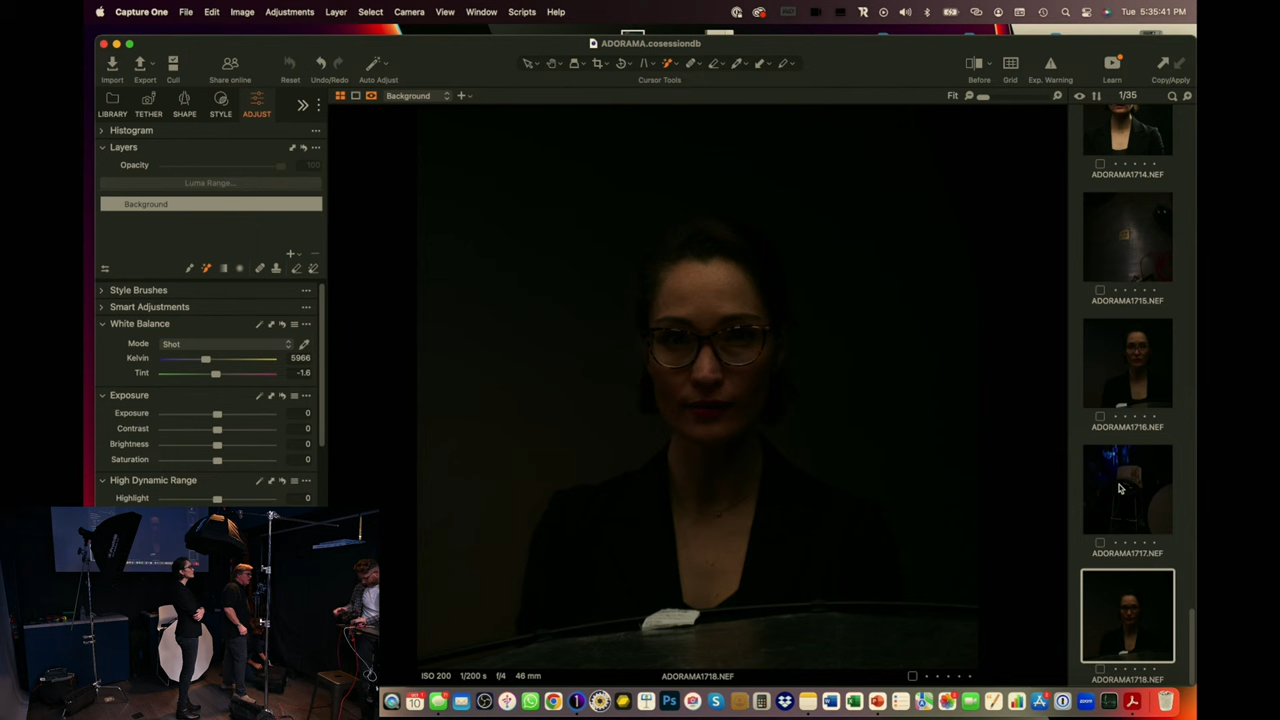 Capture One File Edit Image Adjustments Layer Select Camera View Window Scripts Help Tue 5:35:41 PM
ADORAMA.cosessiondb
Import Export Cull Share online Reset Undo/Redo Auto Adjust Cursor Tools Before Grid Exp. Warning Learn Copy/Apply
LIBRARY TETHER SHAPE STYLE ADJUST
Background
Fit
1/35
Histogram
Layers
Opacity 100
Luma Range...
Background
Style Brushes
Smart Adjustments
White Balance
Mode Shot
Kelvin 5966
Tint -1.6
Exposure
Exposure 0
Contrast 0
Brightness 0
Saturation 0
High Dynamic Range
Highlight 0
ADORAMA1714.NEF
ADORAMA1715.NEF
ADORAMA1716.NEF
ADORAMA1717.NEF
ADORAMA1718.NEF
ISO 200 1/200 s f/4 46 mm
ADORAMA1718.NEF